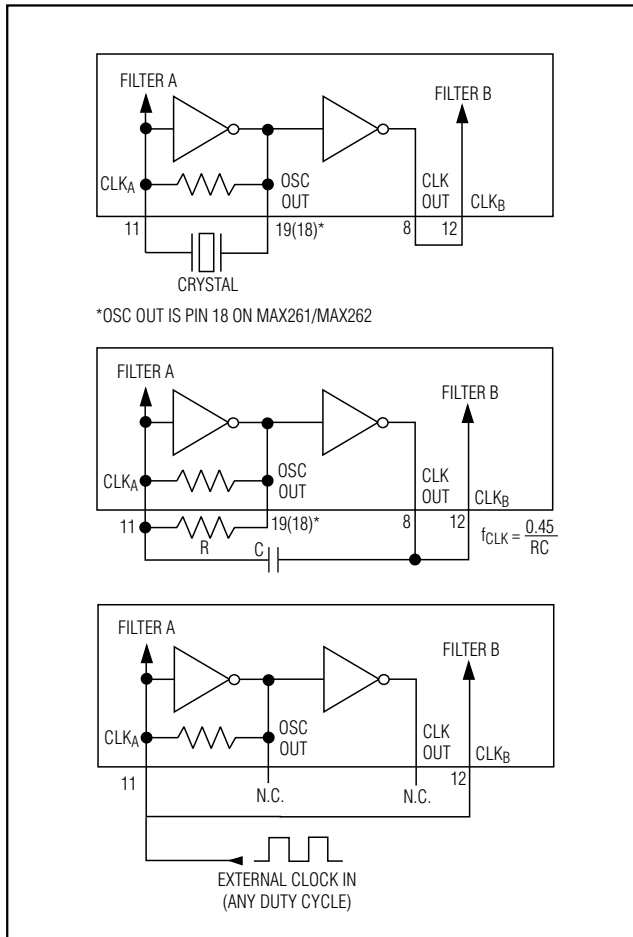 FILTER A
FILTER B
CLKA
OSC OUT
CLK OUT
CLKB
11
19(18)*
8
12
CRYSTAL
*OSC OUT IS PIN 18 ON MAX261/MAX262
FILTER A
FILTER B
CLKA
OSC OUT
CLK OUT
CLKB
11
19(18)*
8
12
R
C
fCLK = 0.45/RC
FILTER A
FILTER B
CLKA
OSC OUT
CLK OUT
CLKB
11
N.C.
N.C.
12
EXTERNAL CLOCK IN
(ANY DUTY CYCLE)